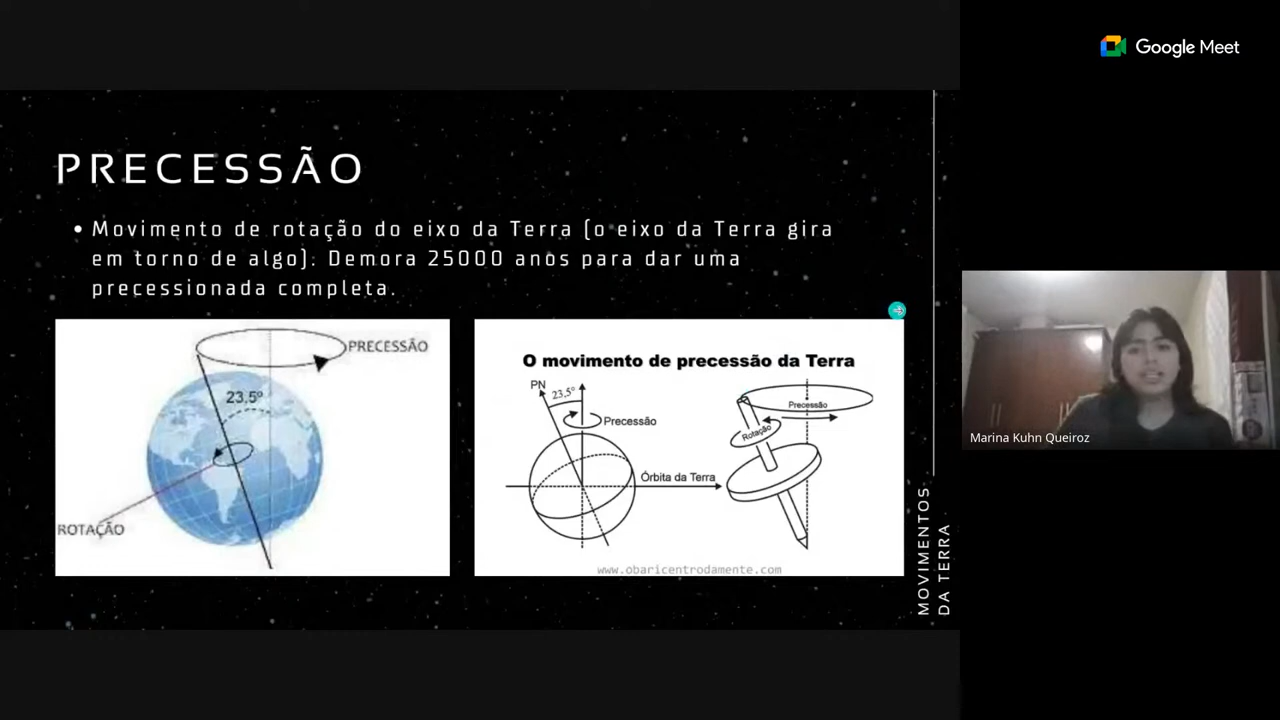 Google Meet
PRECESSÃO
• Movimento de rotação do eixo da Terra (o eixo da Terra gira
em torno de algo). Demora 25000 anos para dar uma
precessionada completa.
PRECESSÃO
23.5º
ROTAÇÃO
O movimento de precessão da Terra
PN
23,5º
Precessão
Órbita da Terra
Precessão
Rotação
www.obaricentrodamente.com
MOVIMENTOS
DA TERRA
Marina Kuhn Queiroz